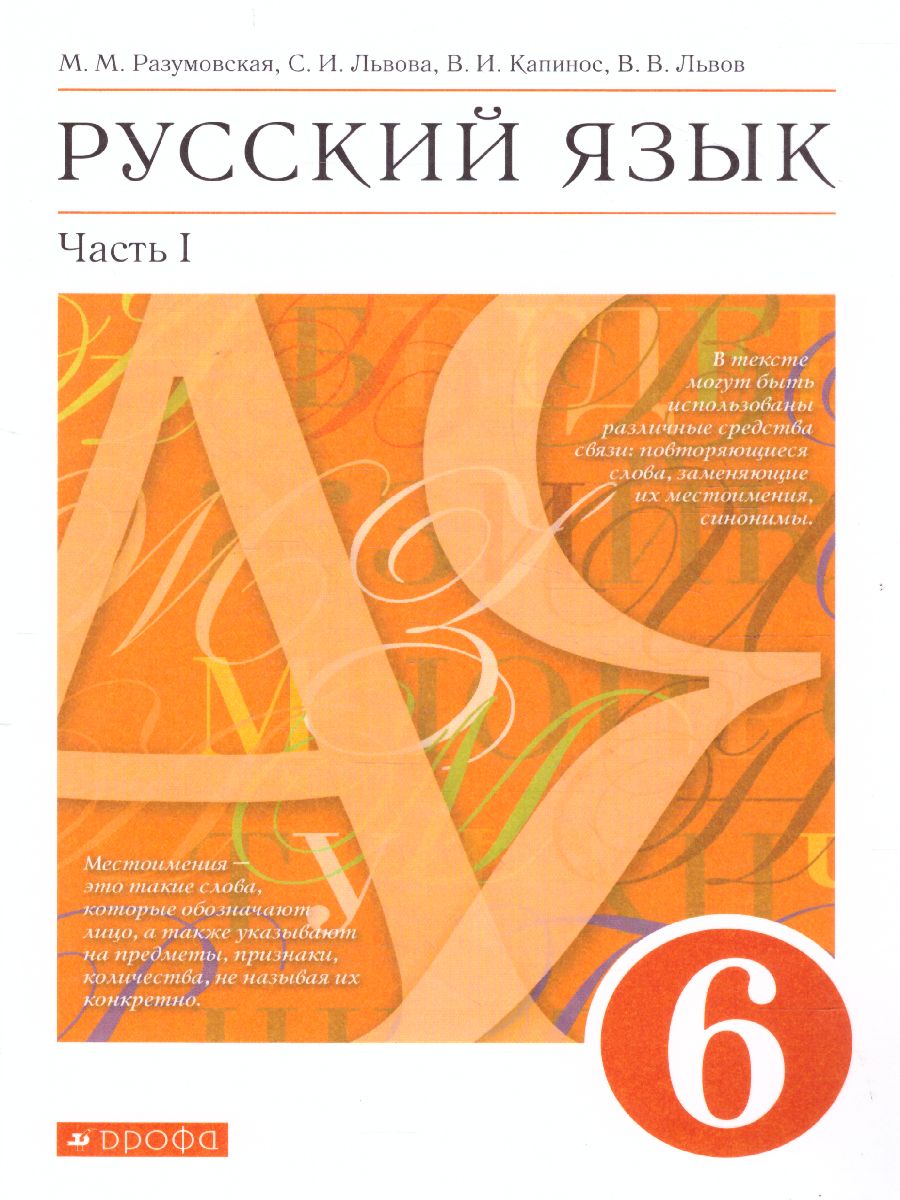 М. М. Разумовская, С. И. Львова, В. И. Капинос, В. В. Львов
РУССКИЙ ЯЗЫК
Часть I
В тексте
могут быть
использованы
различные средства
связи: повторяющиеся
слова, заменяющие
их местоимения,
синонимы.
Местоимения —
это такие слова,
которые обозначают
лицо, а также указывают
на предметы, признаки,
количества, не называя их
конкретно.
6
дрофа